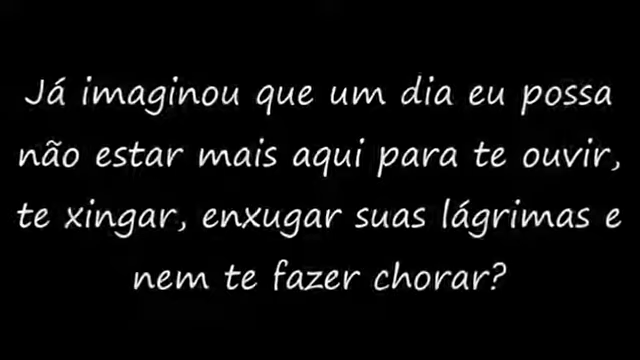 Já imaginou que um dia eu possa
não estar mais aqui para te ouvir,
te xingar, enxugar suas lágrimas e
nem te fazer chorar?